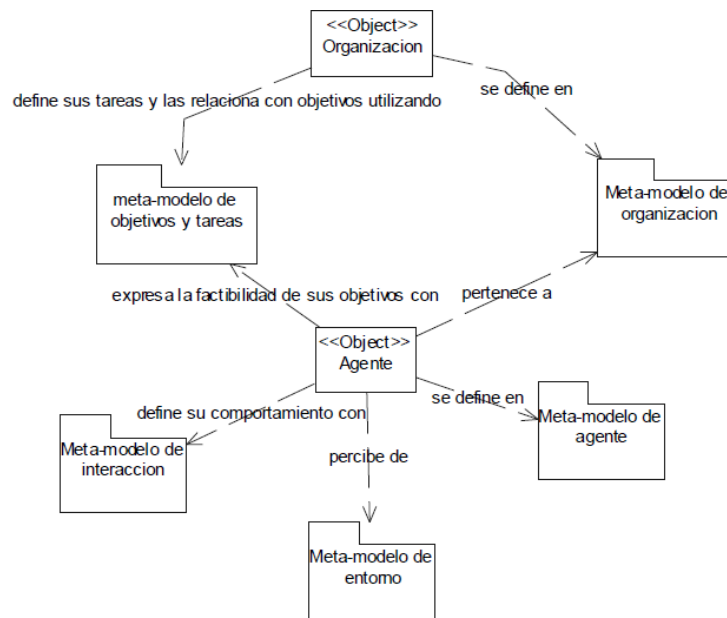 <<Object>>
Organizacion
define sus tareas y las relaciona con objetivos utilizando
se define en
meta-modelo de
objetivos y tareas
Meta-modelo de
organizacion
expresa la factibilidad de sus objetivos con
pertenece a
<<Object>>
Agente
define su comportamiento con
se define en
Meta-modelo de
interaccion
Meta-modelo de
agente
percibe de
Meta-modelo de
entorno